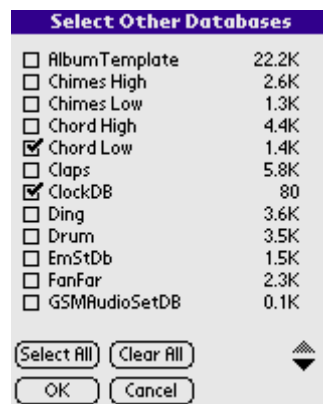 Select Other Databases
AlbumTemplate 22.2K
Chimes High 2.6K
Chimes Low 1.3K
Chord High 4.4K
Chord Low 1.4K
Claps 5.8K
ClockDB 80
Ding 3.6K
Drum 3.5K
EmStDb 1.5K
FanFar 2.3K
GSMAudioSetDB 0.1K
Select All Clear All
OK Cancel